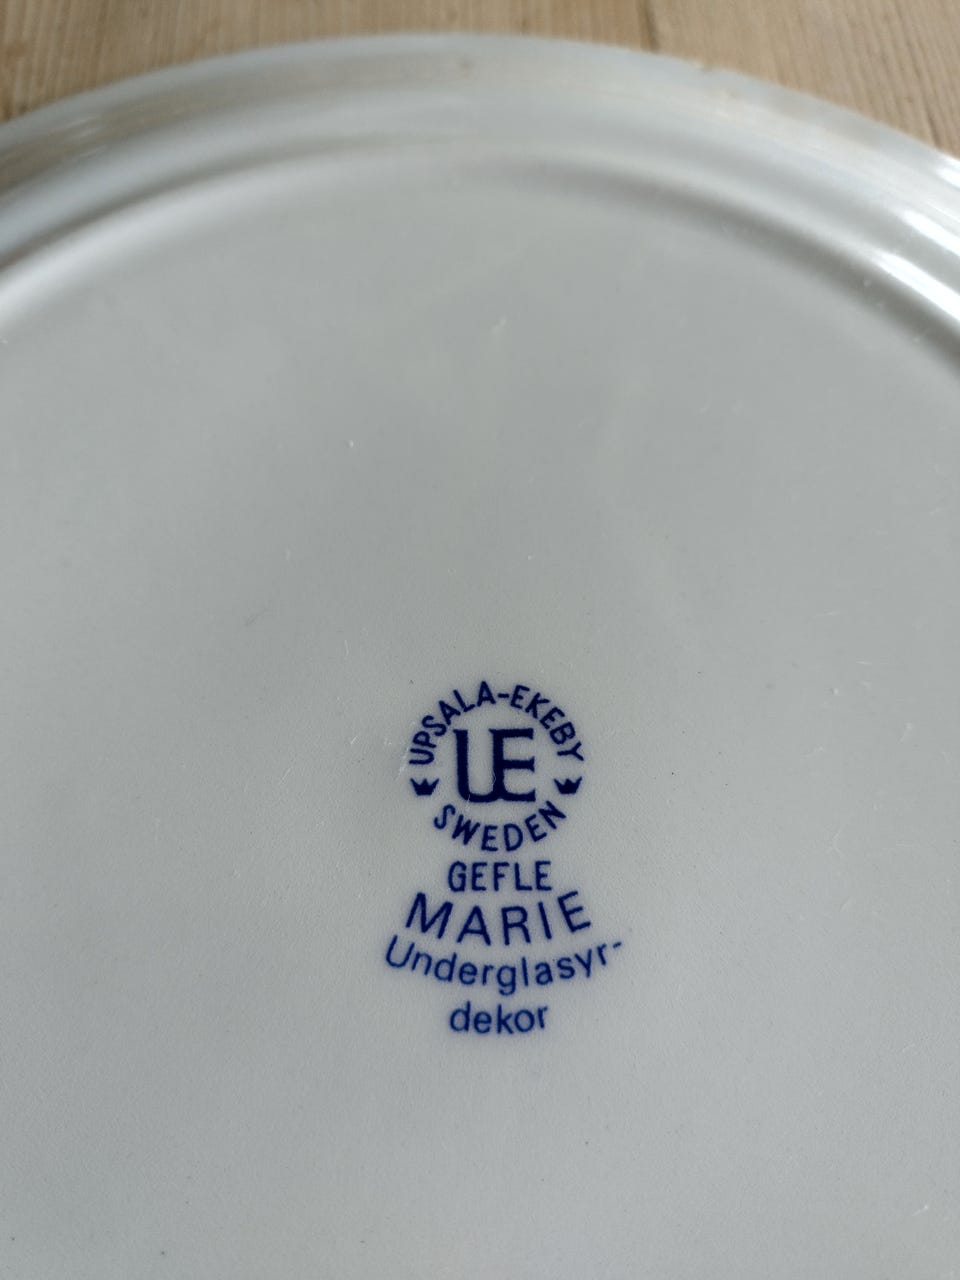 UPSALA-EKEBY
UE
SWEDEN
GEFLE
MARIE
Underglasyr-
dekor